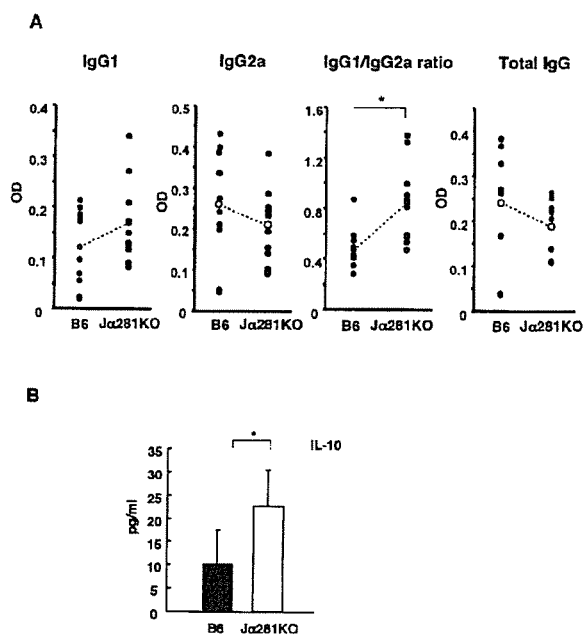 A
IgG1 IgG2a IgG1/IgG2a ratio Total IgG
0.4 0.5 1.6 0.4
*
0.3 0.4 1.2 0.3
0.3
OD 0.2 0.8 OD 0.2
0.2
0.1 0.1 0.4 0.1
0 0 0 0
B6 Jα281KO B6 Jα281KO B6 Jα281KO B6 Jα281KO
B
* IL-10
35
30
25
20
pg/ml
15
10
5
0
B6 Jα281KO